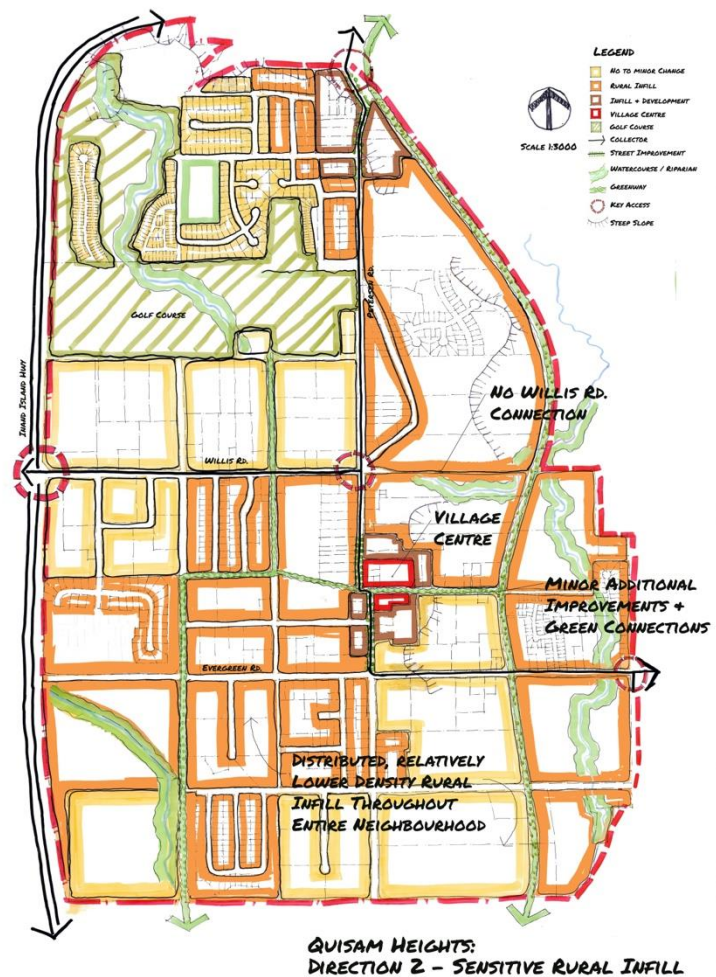 LEGEND
NO TO MINOR CHANGE
RURAL INFILL
INFILL & DEVELOPMENT
VILLAGE CENTRE
GOLF COURSE
COLLECTOR
STREET IMPROVEMENT
WATERCOURSE / RIPARIAN
GREENWAY
KEY ACCESS
STEEP SLOPE
SCALE 1:3000
PETERSEN RD.
GOLF COURSE
INAND ISLAND HWY
NO WILLIS RD.
CONNECTION
WILLIS RD.
VILLAGE
CENTRE
MINOR ADDITIONAL
IMPROVEMENTS &
GREEN CONNECTIONS
EVERGREEN RD.
DISTRIBUTED, RELATIVELY
LOWER DENSITY RURAL
INFILL THROUGHOUT
ENTIRE NEIGHBOURHOOD
QUISAM HEIGHTS:
DIRECTION 2 - SENSITIVE RURAL INFILL